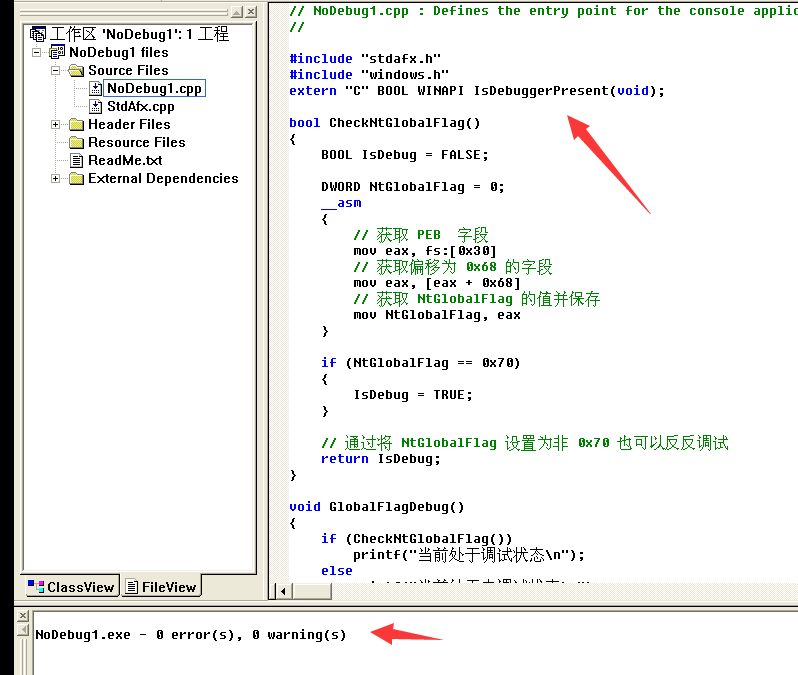 工作区 'NoDebug1': 1 工程
NoDebug1 files
Source Files
NoDebug1.cpp
StdAfx.cpp
Header Files
Resource Files
ReadMe.txt
External Dependencies
ClassView
FileView
// NoDebug1.cpp : Defines the entry point for the console applic
//
#include "stdafx.h"
#include "windows.h"
extern "C" BOOL WINAPI IsDebuggerPresent(void);
bool CheckNtGlobalFlag()
{
BOOL IsDebug = FALSE;
DWORD NtGlobalFlag = 0;
__asm
{
// 获取 PEB  字段
mov eax, fs:[0x30]
// 获取偏移为 0x68 的字段
mov eax, [eax + 0x68]
// 获取 NtGlobalFlag 的值并保存
mov NtGlobalFlag, eax
}
if (NtGlobalFlag == 0x70)
{
IsDebug = TRUE;
}
// 通过将 NtGlobalFlag 设置为非 0x70 也可以反反调试
return IsDebug;
}
void GlobalFlagDebug()
{
if (CheckNtGlobalFlag())
printf("当前处于调试状态\n");
else
NoDebug1.exe - 0 error(s), 0 warning(s)